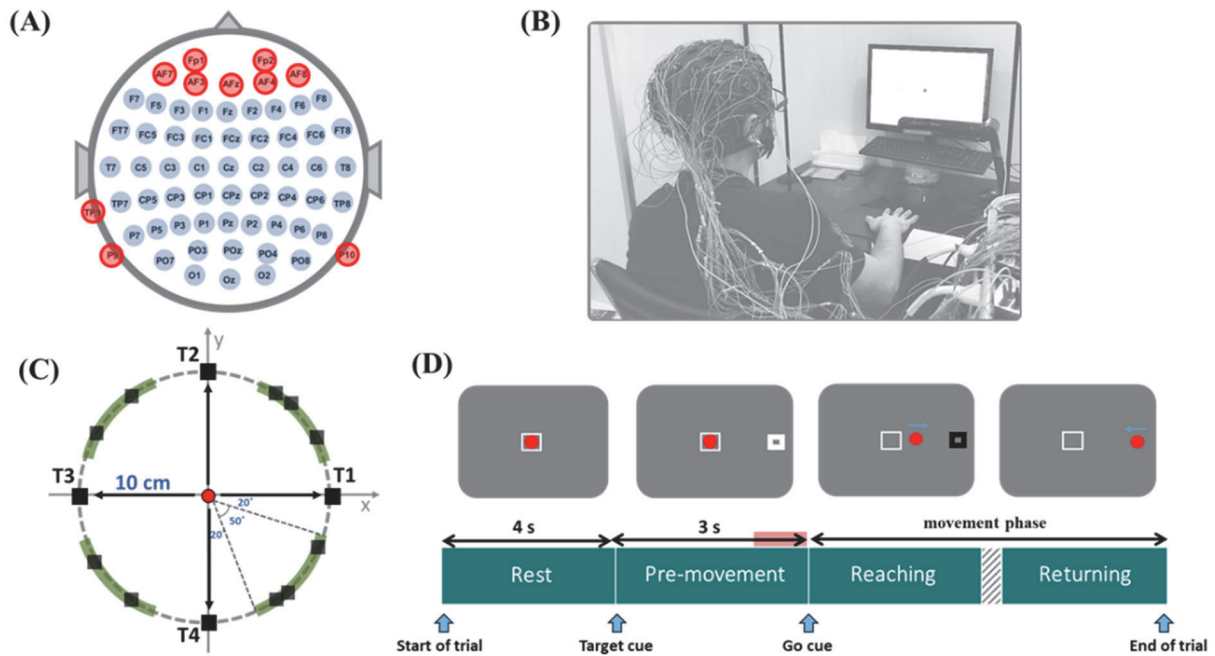 (A)
Fp1 Fp2
AF7 AF3 AFz AF4 AF8
F7 F5 F3 F1 Fz F2 F4 F6 F8
FT7 FC5 FC3 FC1 FCz FC2 FC4 FC6 FT8
T7 C5 C3 C1 Cz C2 C4 C6 T8
TP9 TP7 CP5 CP3 CP1 CPz CP2 CP4 CP6 TP8
P9 P7 P5 P3 P1 Pz P2 P4 P6 P8 P10
PO7 PO3 POz PO4 PO8
O1 Oz O2
(B)
(C)
y
T2
T3
10 cm
T1
x
20°
50°
20°
T4
(D)
4 s
3 s
movement phase
Rest
Pre-movement
Reaching
Returning
Start of trial
Target cue
Go cue
End of trial